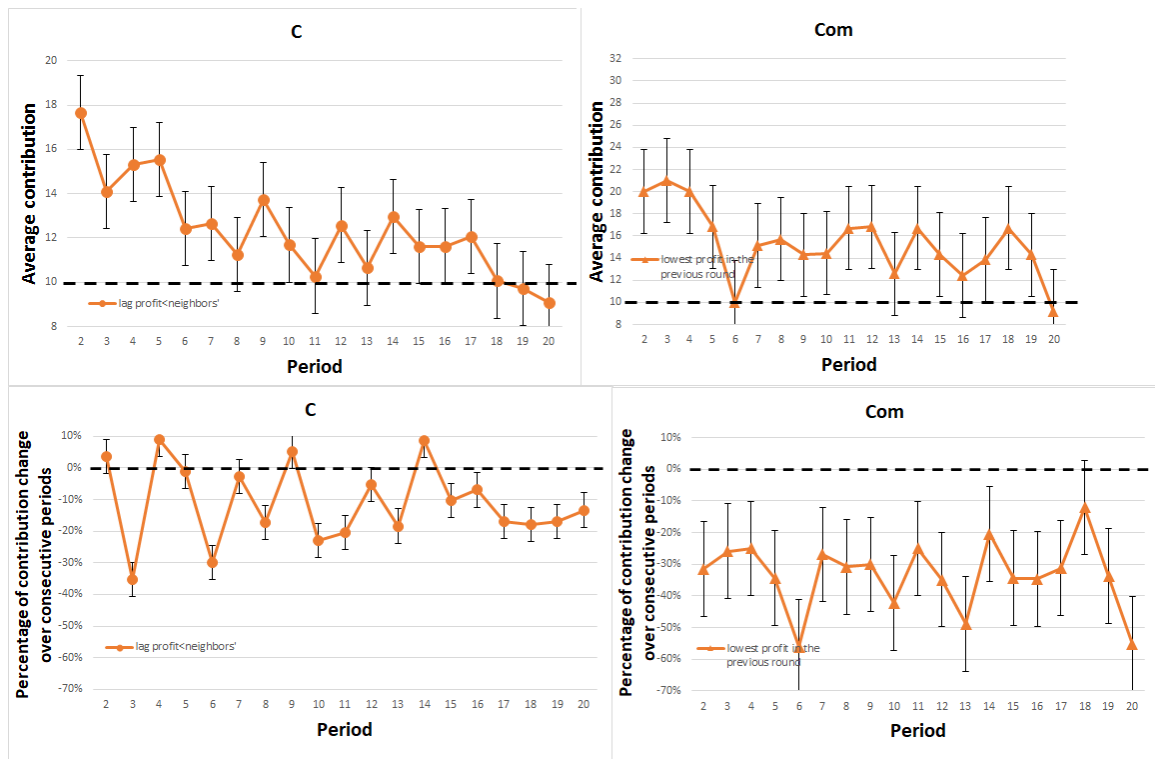 C
Average contribution
20
18
16
14
12
10
8
lag profit<neighbors'
2 3 4 5 6 7 8 9 10 11 12 13 14 15 16 17 18 19 20
Period
Com
Average contribution
32
30
28
26
24
22
20
18
16
14
12
10
8
lowest profit in the
previous round
2 3 4 5 6 7 8 9 10 11 12 13 14 15 16 17 18 19 20
Period
C
Percentage of contribution change
over consecutive periods
10%
0%
-10%
-20%
-30%
-40%
-50%
-60%
-70%
lag profit<neighbors'
2 3 4 5 6 7 8 9 10 11 12 13 14 15 16 17 18 19 20
Period
Com
Percentage of contribution change
over consecutive periods
10%
0%
-10%
-20%
-30%
-40%
-50%
-60%
-70%
lowest profit in the
previous round
2 3 4 5 6 7 8 9 10 11 12 13 14 15 16 17 18 19 20
Period